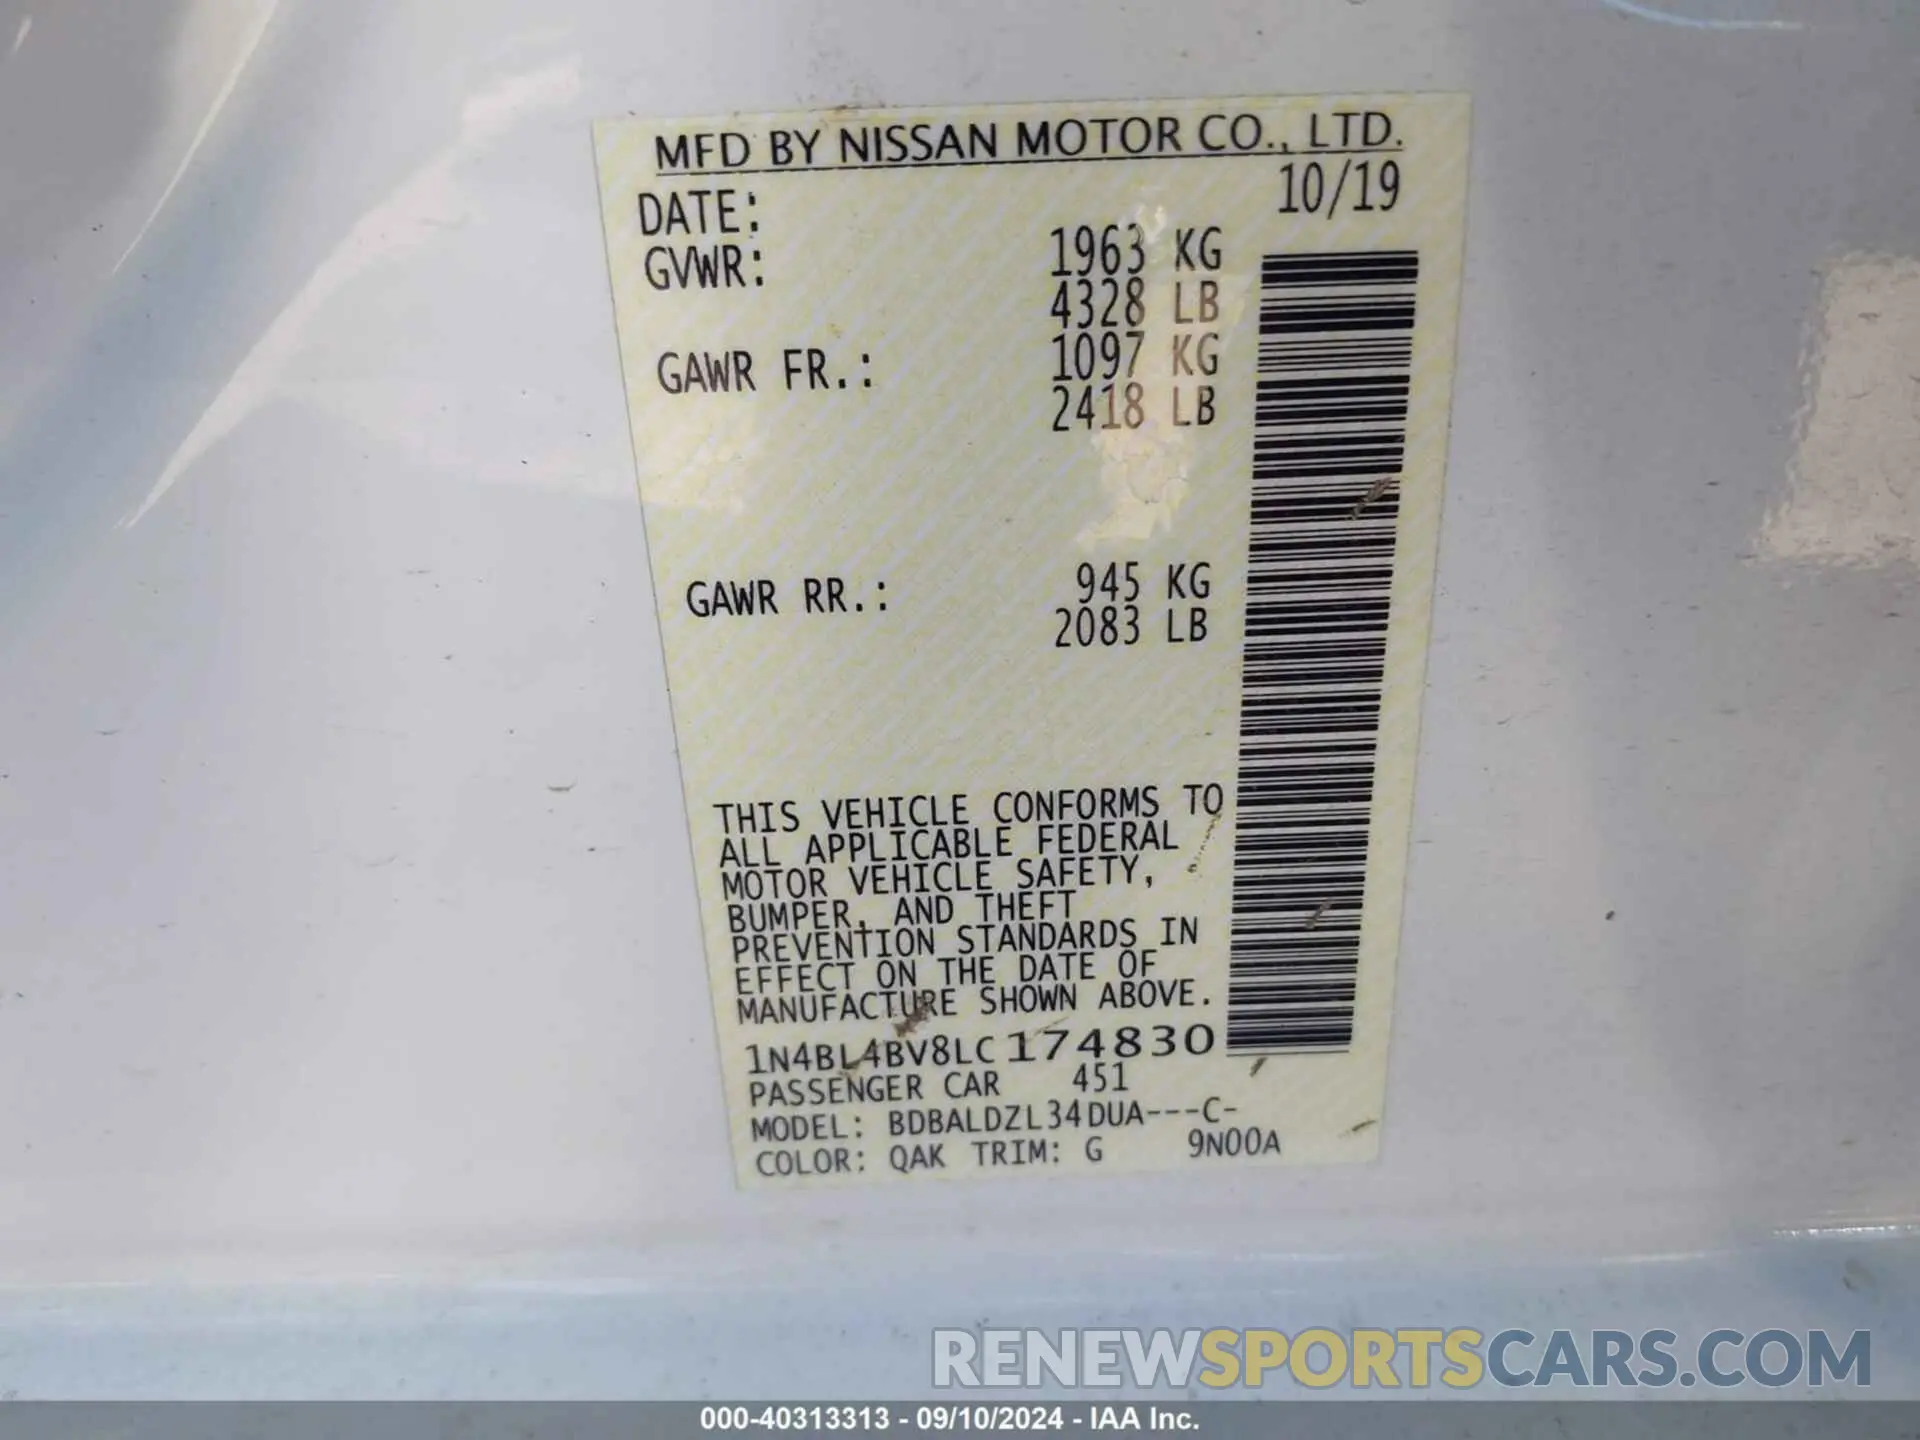 MFD BY NISSAN MOTOR CO., LTD.
DATE: 10/19
GVWR: 1963 KG
4328 LB
GAWR FR.: 1097 KG
2418 LB
GAWR RR.: 945 KG
2083 LB
THIS VEHICLE CONFORMS TO
ALL APPLICABLE FEDERAL
MOTOR VEHICLE SAFETY,
BUMPER, AND THEFT
PREVENTION STANDARDS IN
EFFECT ON THE DATE OF
MANUFACTURE SHOWN ABOVE.
1N4BL4BV8LC174830
PASSENGER CAR 451
MODEL: BDBALDZL34DUA---C-
COLOR: QAK TRIM: G 9N00A
RENEWSPORTSCARS.COM
000-40313313 - 09/10/2024 - IAA Inc.